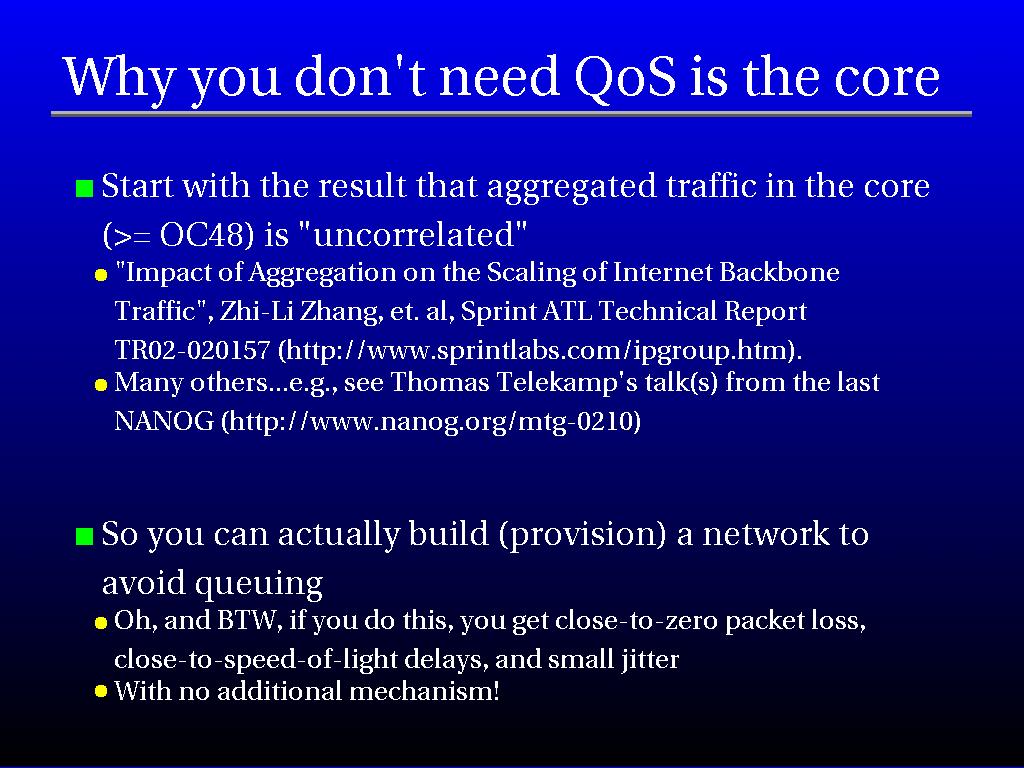 Why you don't need QoS is the core
Start with the result that aggregated traffic in the core
(>= OC48) is "uncorrelated"
"Impact of Aggregation on the Scaling of Internet Backbone
Traffic", Zhi-Li Zhang, et. al, Sprint ATL Technical Report
TR02-020157 (http://www.sprintlabs.com/ipgroup.htm).
Many others...e.g., see Thomas Telekamp's talk(s) from the last
NANOG (http://www.nanog.org/mtg-0210)
So you can actually build (provision) a network to
avoid queuing
Oh, and BTW, if you do this, you get close-to-zero packet loss,
close-to-speed-of-light delays, and small jitter
With no additional mechanism!